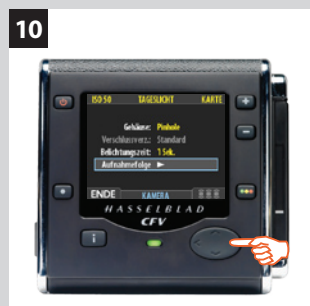 10
ISO 50 TAGESLICHT KARTE
Gehäuse: Pinhole
Verschlussverz.: Standard
Belichtungszeit: 1 Sek.
Aufnahmefolge
ENDE KAMERA
HASSELBLAD
CFV
i